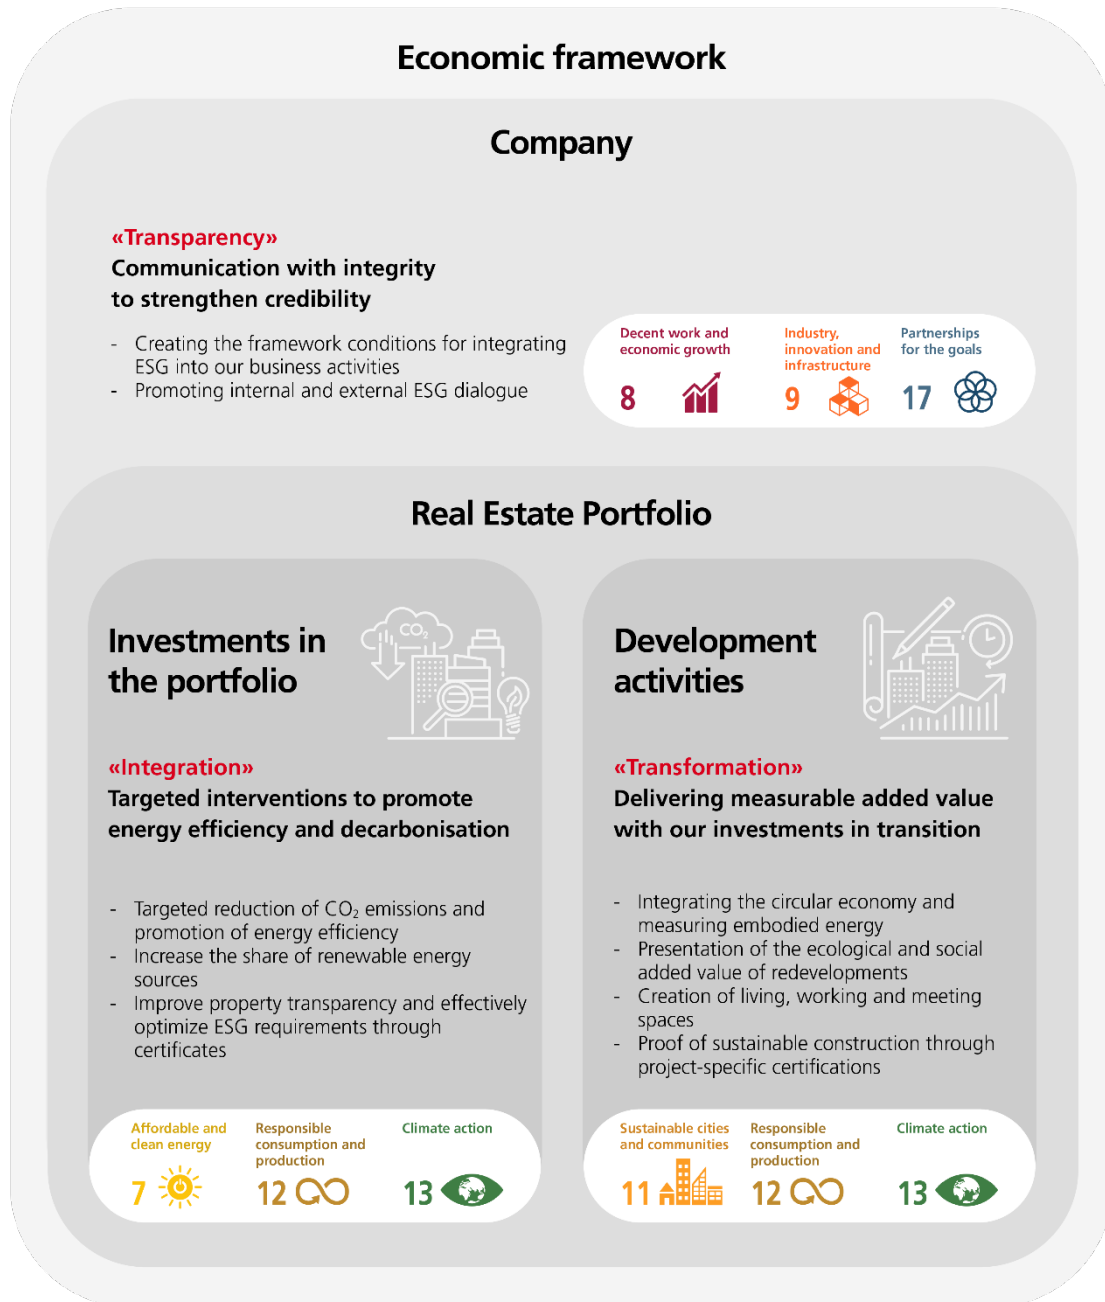 Economic framework
Company
«Transparency»
Communication with integrity
to strengthen credibility
- Creating the framework conditions for integrating
ESG into our business activities
- Promoting internal and external ESG dialogue
Decent work and
economic growth
8
Industry,
innovation and
infrastructure
9
Partnerships
for the goals
17
Real Estate Portfolio
Investments in
the portfolio
CO2
«Integration»
Targeted interventions to promote
energy efficiency and decarbonisation
- Targeted reduction of CO₂ emissions and
promotion of energy efficiency
- Increase the share of renewable energy
sources
- Improve property transparency and effectively
optimize ESG requirements through
certificates
Affordable and
clean energy
7
Responsible
consumption and
production
12
Climate action
13
Development
activities
«Transformation»
Delivering measurable added value
with our investments in transition
- Integrating the circular economy and
measuring embodied energy
- Presentation of the ecological and social
added value of redevelopments
- Creation of living, working and meeting
spaces
- Proof of sustainable construction through
project-specific certifications
Sustainable cities
and communities
11
Responsible
consumption and
production
12
Climate action
13